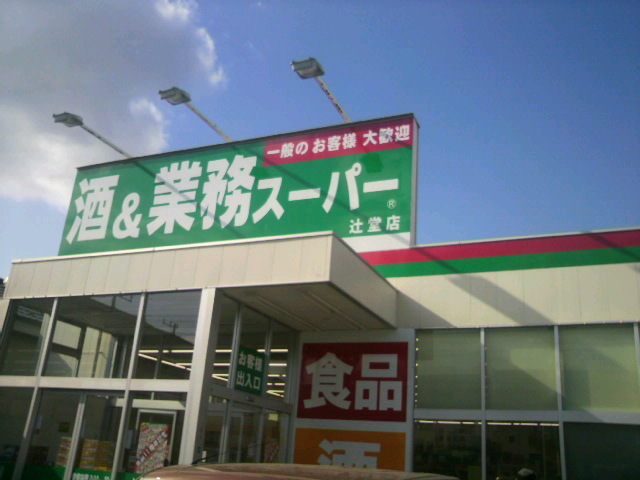 一般の お客様 大歓迎
酒&業務スーパー®
辻堂店
お客様
出入口
食品
酒